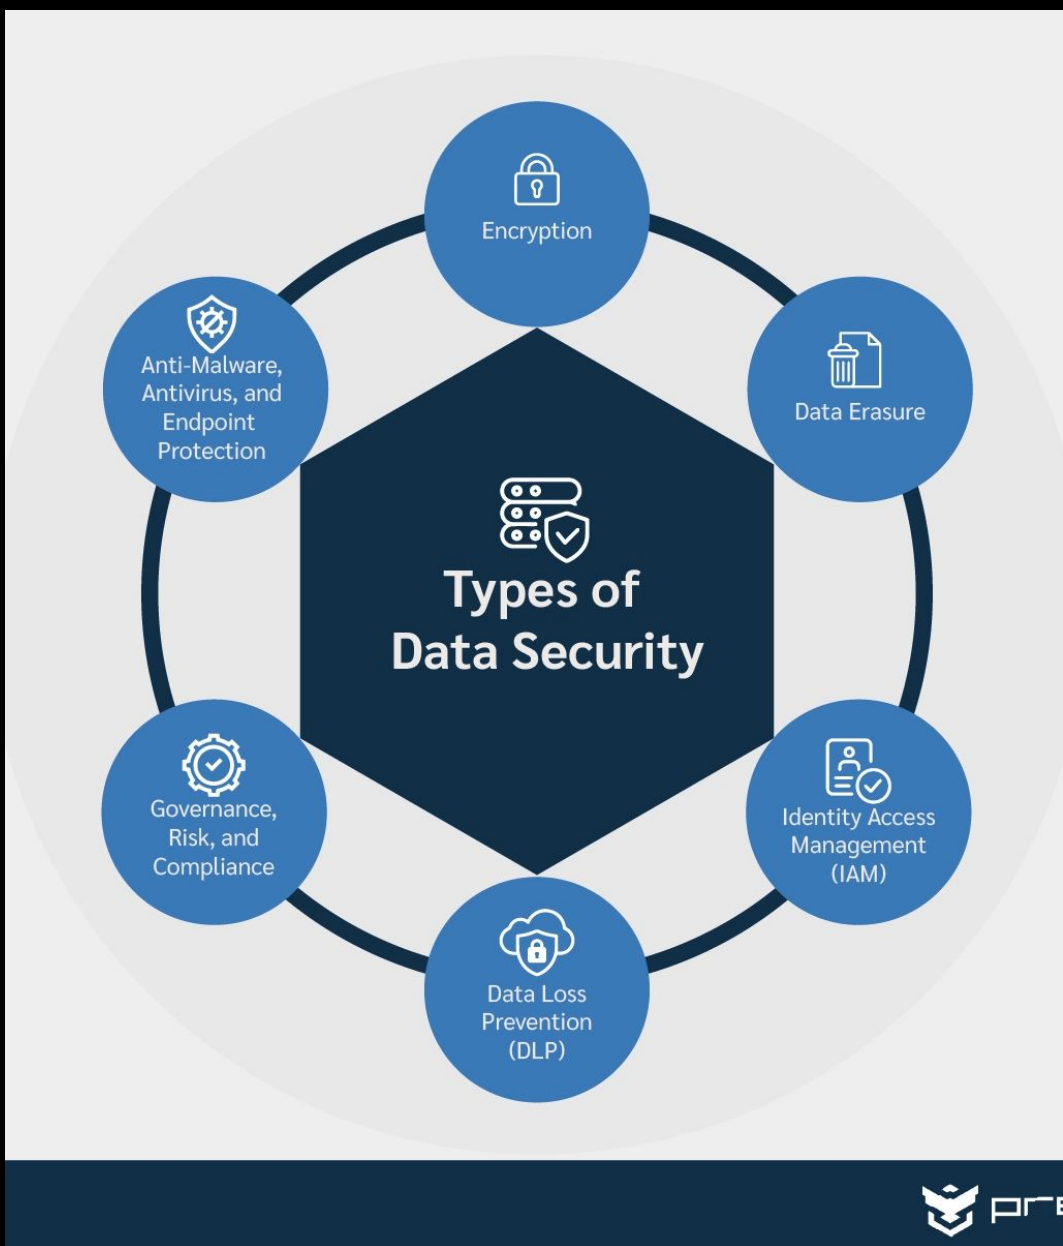 Encryption
Data Erasure
Identity Access
Management
(IAM)
Data Loss
Prevention
(DLP)
Governance,
Risk, and
Compliance
Anti-Malware,
Antivirus, and
Endpoint
Protection
Types of
Data Security